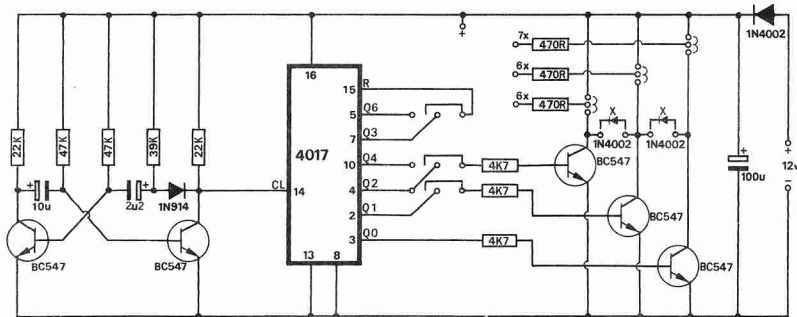 1N4002
7x 470R
6x 470R
6x 470R
+
16
R
15
Q6
5
Q3
7
4017
Q4
10
Q2
4
Q1
2
Q0
3
CL
14
13 8
22K 47K 47K 39K 22K
+ 10u
2u2 +
1N914
BC547 BC547
4K7
4K7
4K7
X X
1N4002 1N4002
BC547
BC547
BC547
+ 100u
+ 12v −